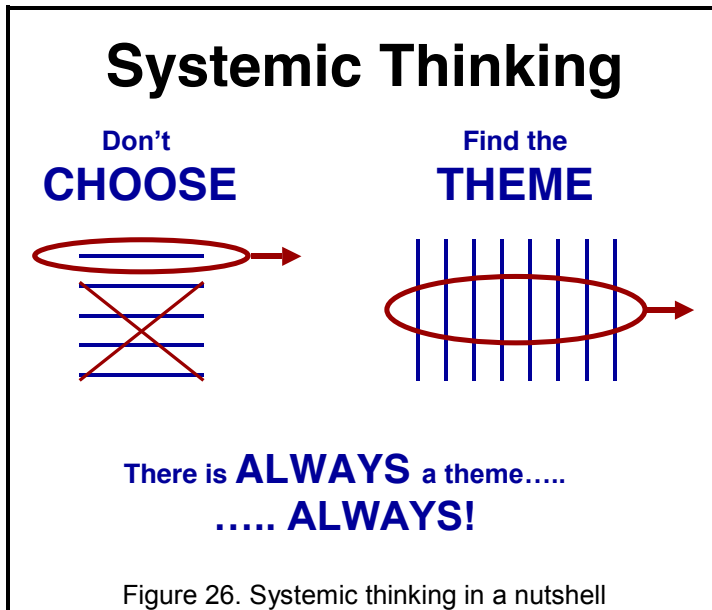 Systemic Thinking
Don’t
CHOOSE
Find the
THEME
There is ALWAYS a theme.....
..... ALWAYS!
Figure 26. Systemic thinking in a nutshell